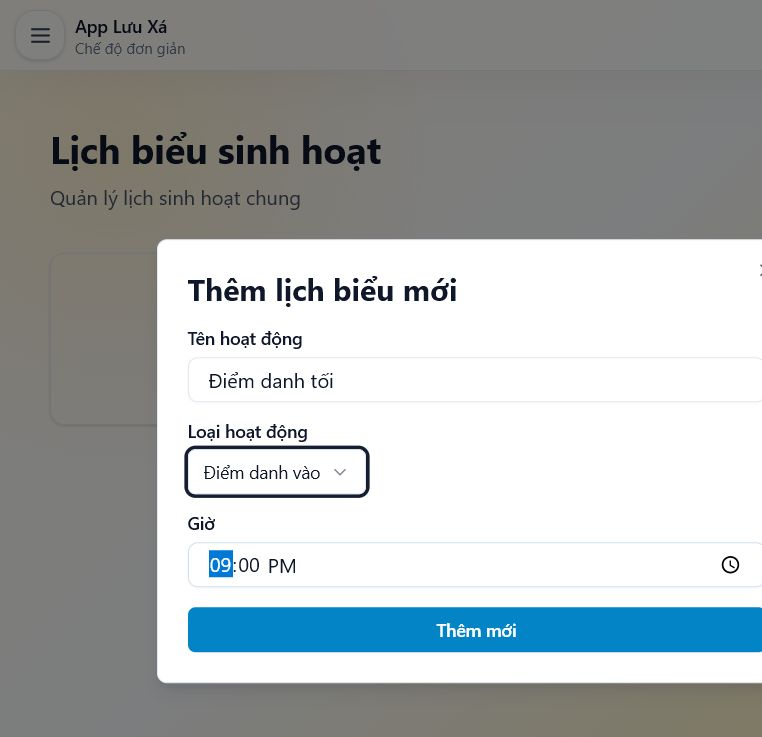 App Lưu Xá
Chế độ đơn giản
Lịch biểu sinh hoạt
Quản lý lịch sinh hoạt chung
Thêm lịch biểu mới
Tên hoạt động
Điểm danh tối
Loại hoạt động
Điểm danh vào
Giờ
09:00 PM
Thêm mới